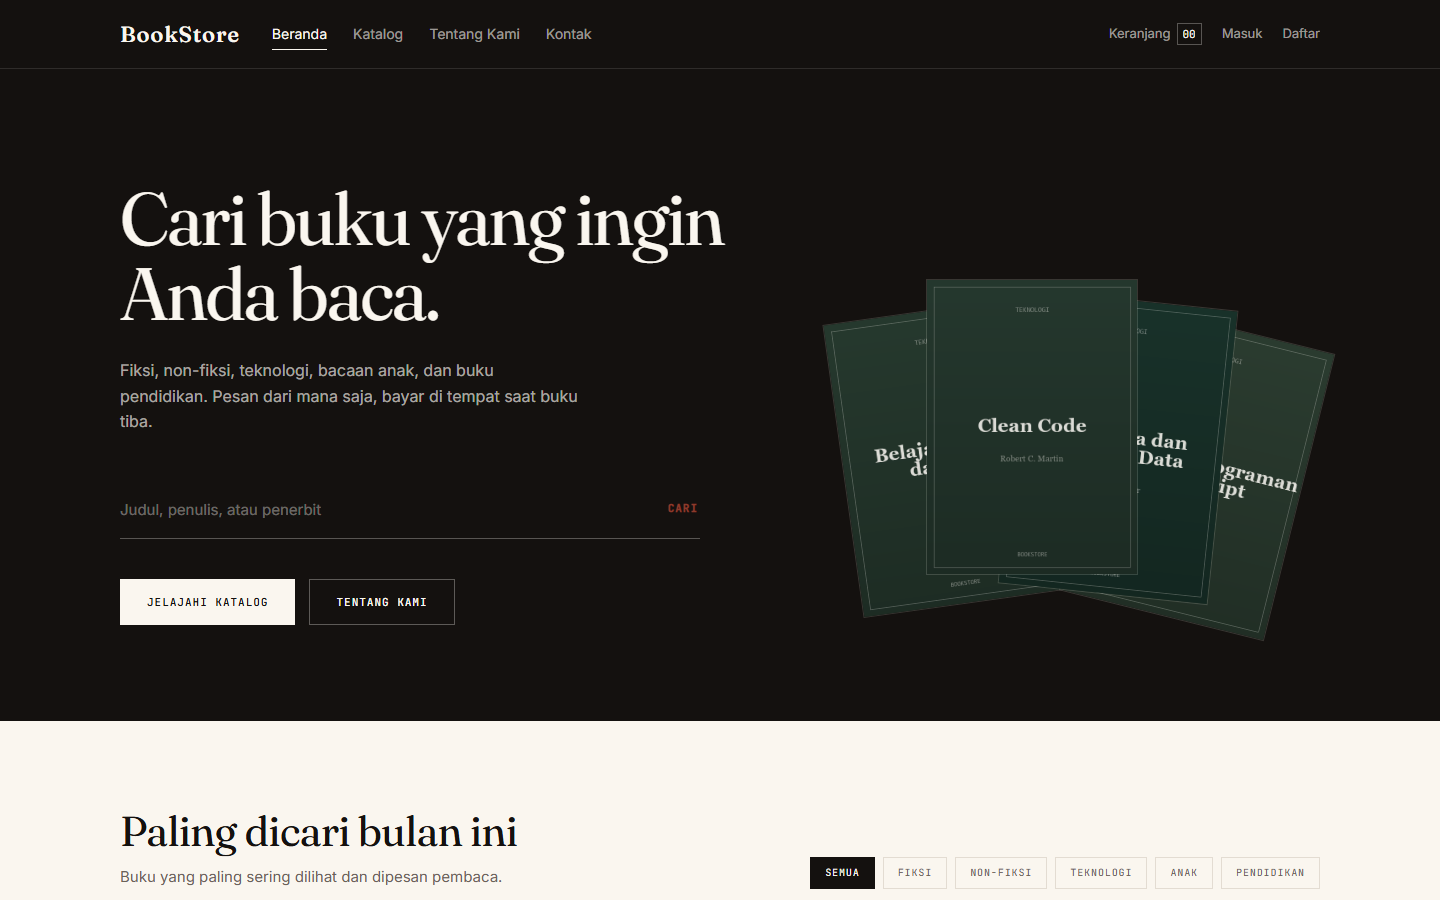 BookStore
Beranda
Katalog
Tentang Kami
Kontak
Keranjang 00
Masuk
Daftar
Cari buku yang ingin
Anda baca.
Fiksi, non-fiksi, teknologi, bacaan anak, dan buku
pendidikan. Pesan dari mana saja, bayar di tempat saat buku
tiba.
Judul, penulis, atau penerbit
CARI
JELAJAHI KATALOG
TENTANG KAMI
TEKNOLOGI
Clean Code
Robert C. Martin
BOOKSTORE
BOOKSTORE
a dan
Data
Paling dicari bulan ini
Buku yang paling sering dilihat dan dipesan pembaca.
SEMUA
FIKSI
NON-FIKSI
TEKNOLOGI
ANAK
PENDIDIKAN